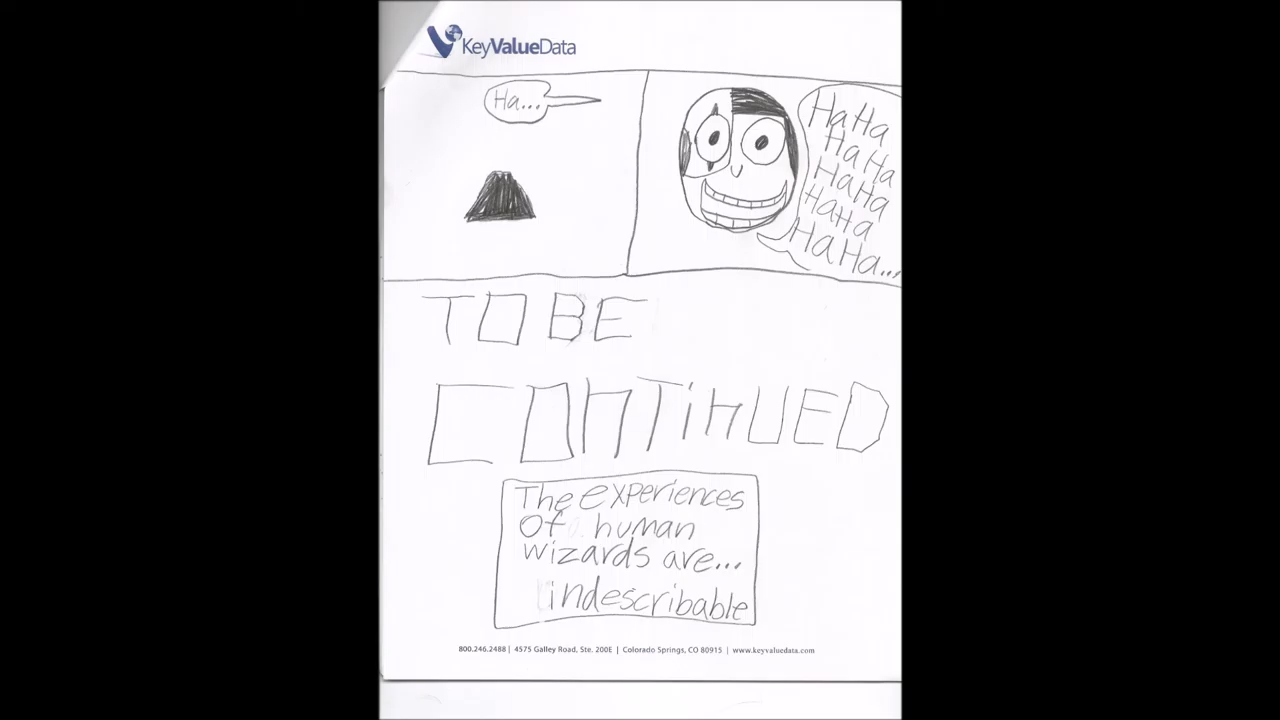 KeyValueData
Ha...
HaHa
HaHa
HaHa
HaHa
HaHa...
TO BE
CONTINUED
The experiences
Of human
wizards are...
indescribable
800.246.2488 | 4575 Galley Road, Ste. 200E | Colorado Springs, CO 80915 | www.keyvaluedata.com